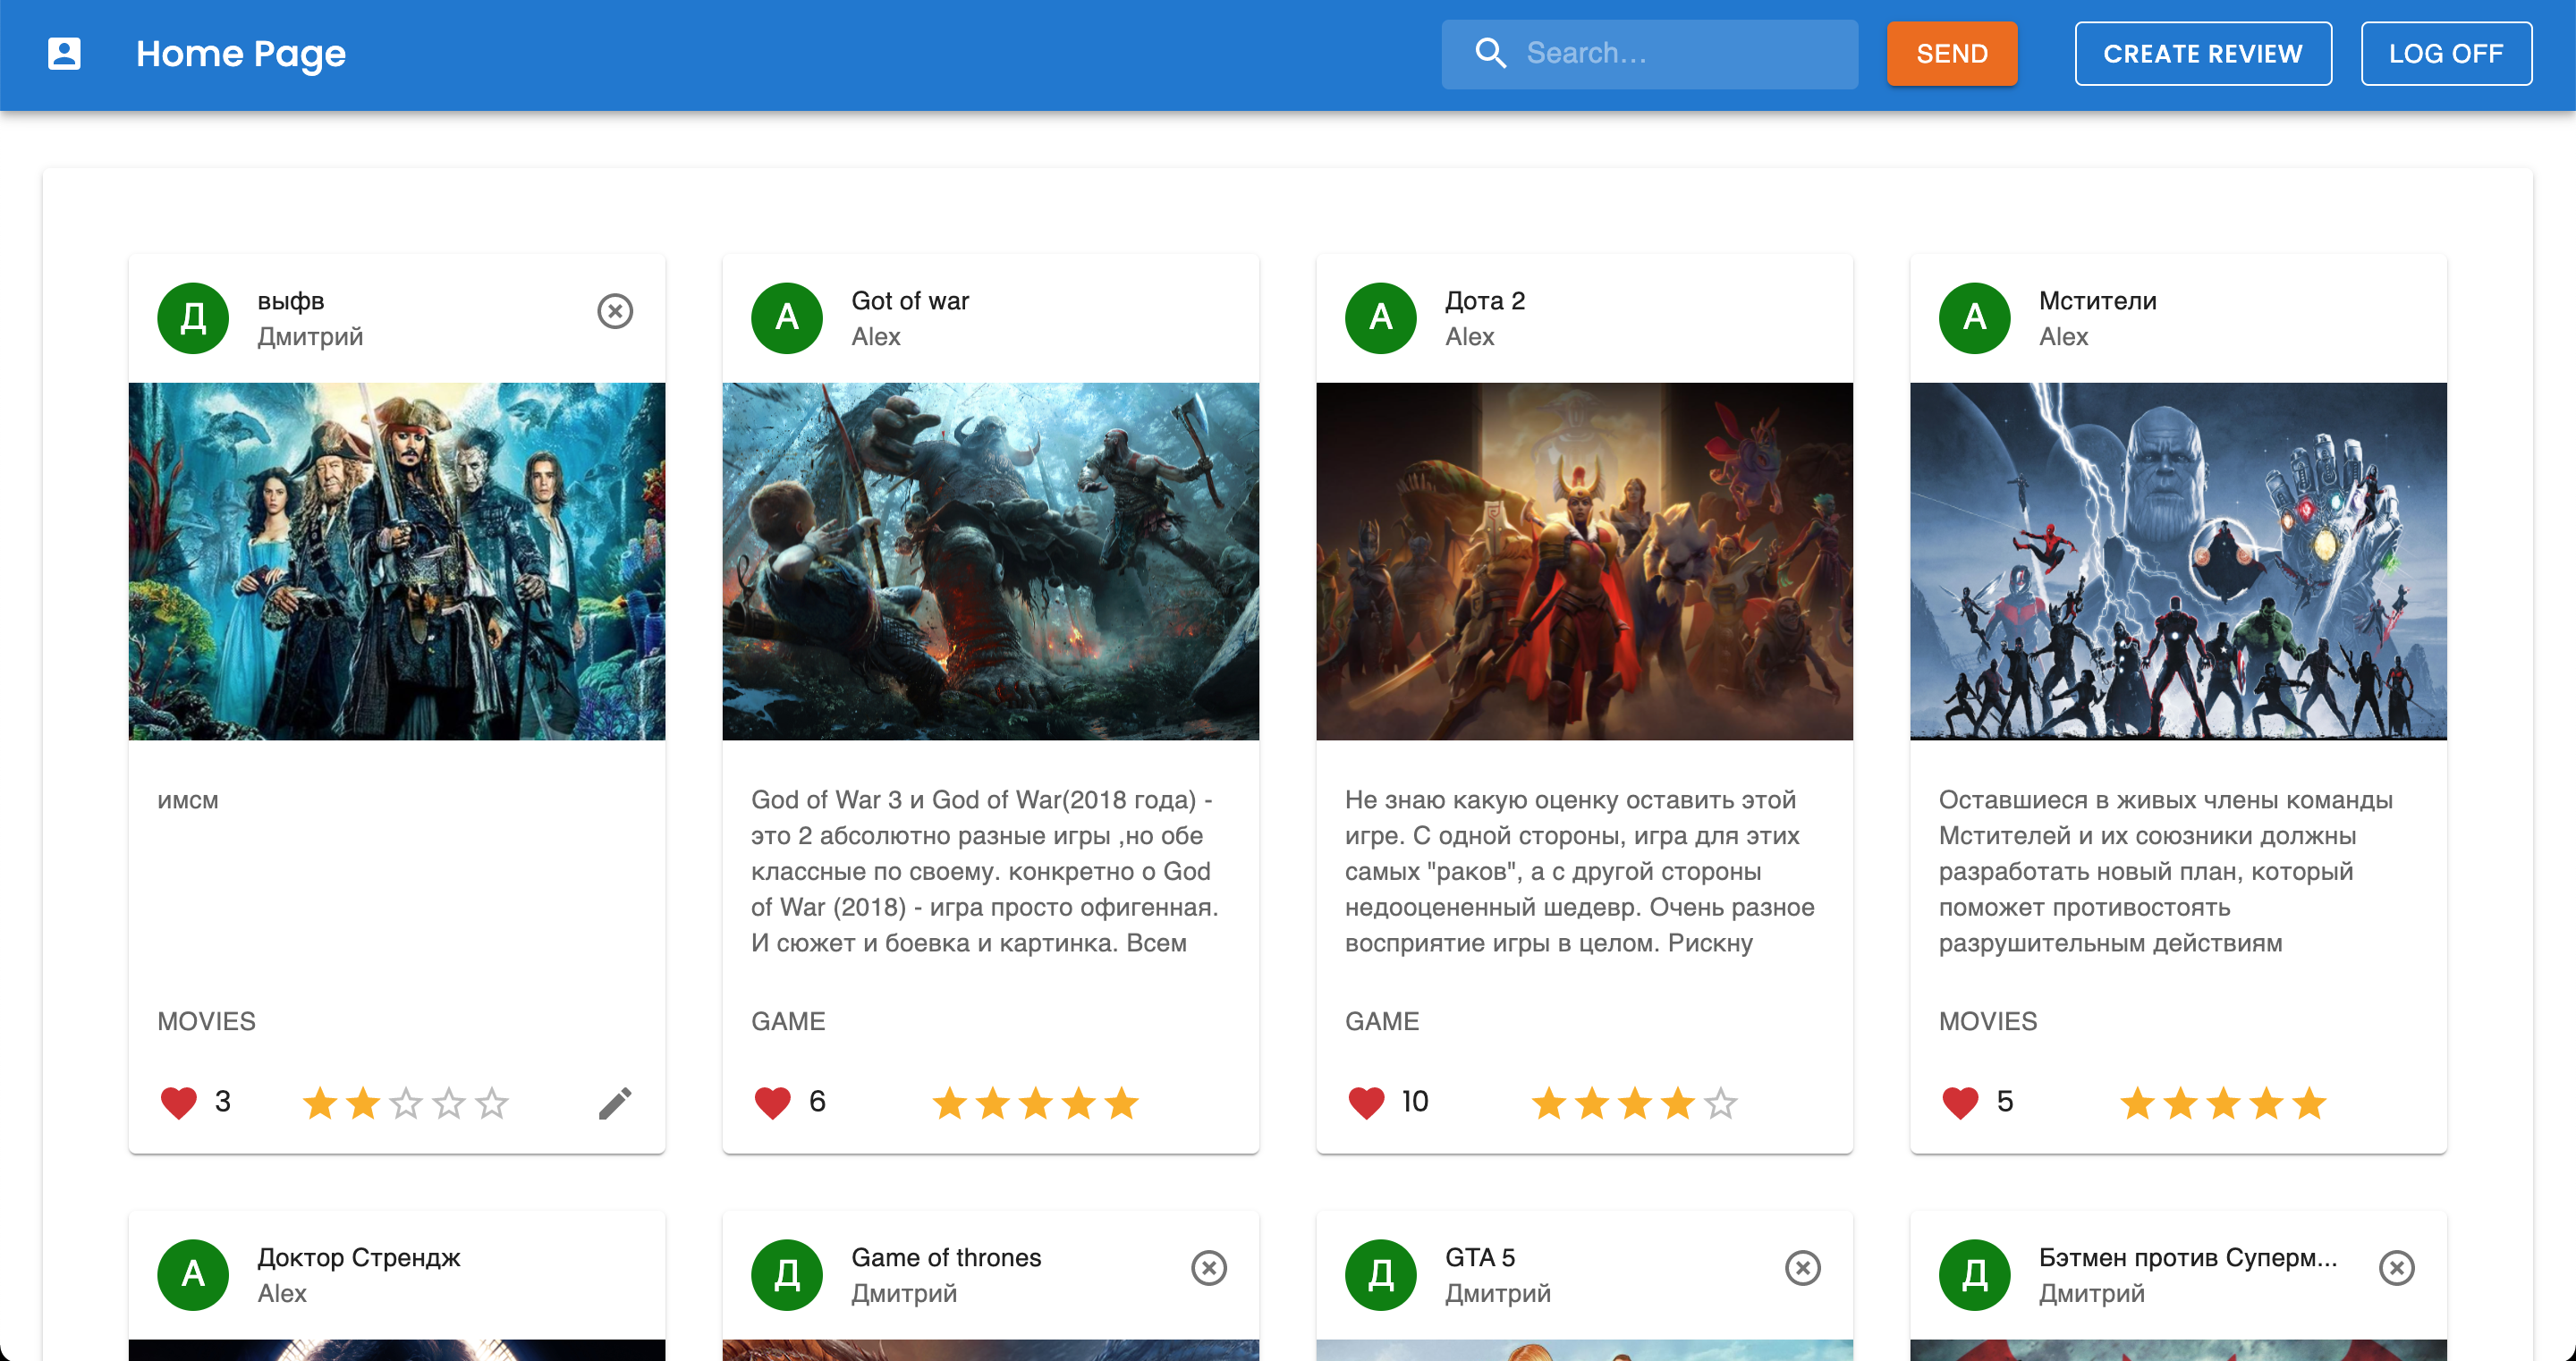 Home Page
Search...
SEND
CREATE REVIEW
LOG OFF
Д
выфв
Дмитрий
имсм
MOVIES
3
A
Got of war
Alex
God of War 3 и God of War(2018 года) -
это 2 абсолютно разные игры ,но обе
классные по своему. конкретно о God
of War (2018) - игра просто офигенная.
И сюжет и боевка и картинка. Всем
GAME
6
A
Дота 2
Alex
Не знаю какую оценку оставить этой
игре. С одной стороны, игра для этих
самых "раков", а с другой стороны
недооцененный шедевр. Очень разное
восприятие игры в целом. Рискну
GAME
10
A
Мстители
Alex
Оставшиеся в живых члены команды
Мстителей и их союзники должны
разработать новый план, который
поможет противостоять
разрушительным действиям
MOVIES
5
A
Доктор Стрендж
Alex
Д
Game of thrones
Дмитрий
Д
GTA 5
Дмитрий
Д
Бэтмен против Суперм...
Дмитрий